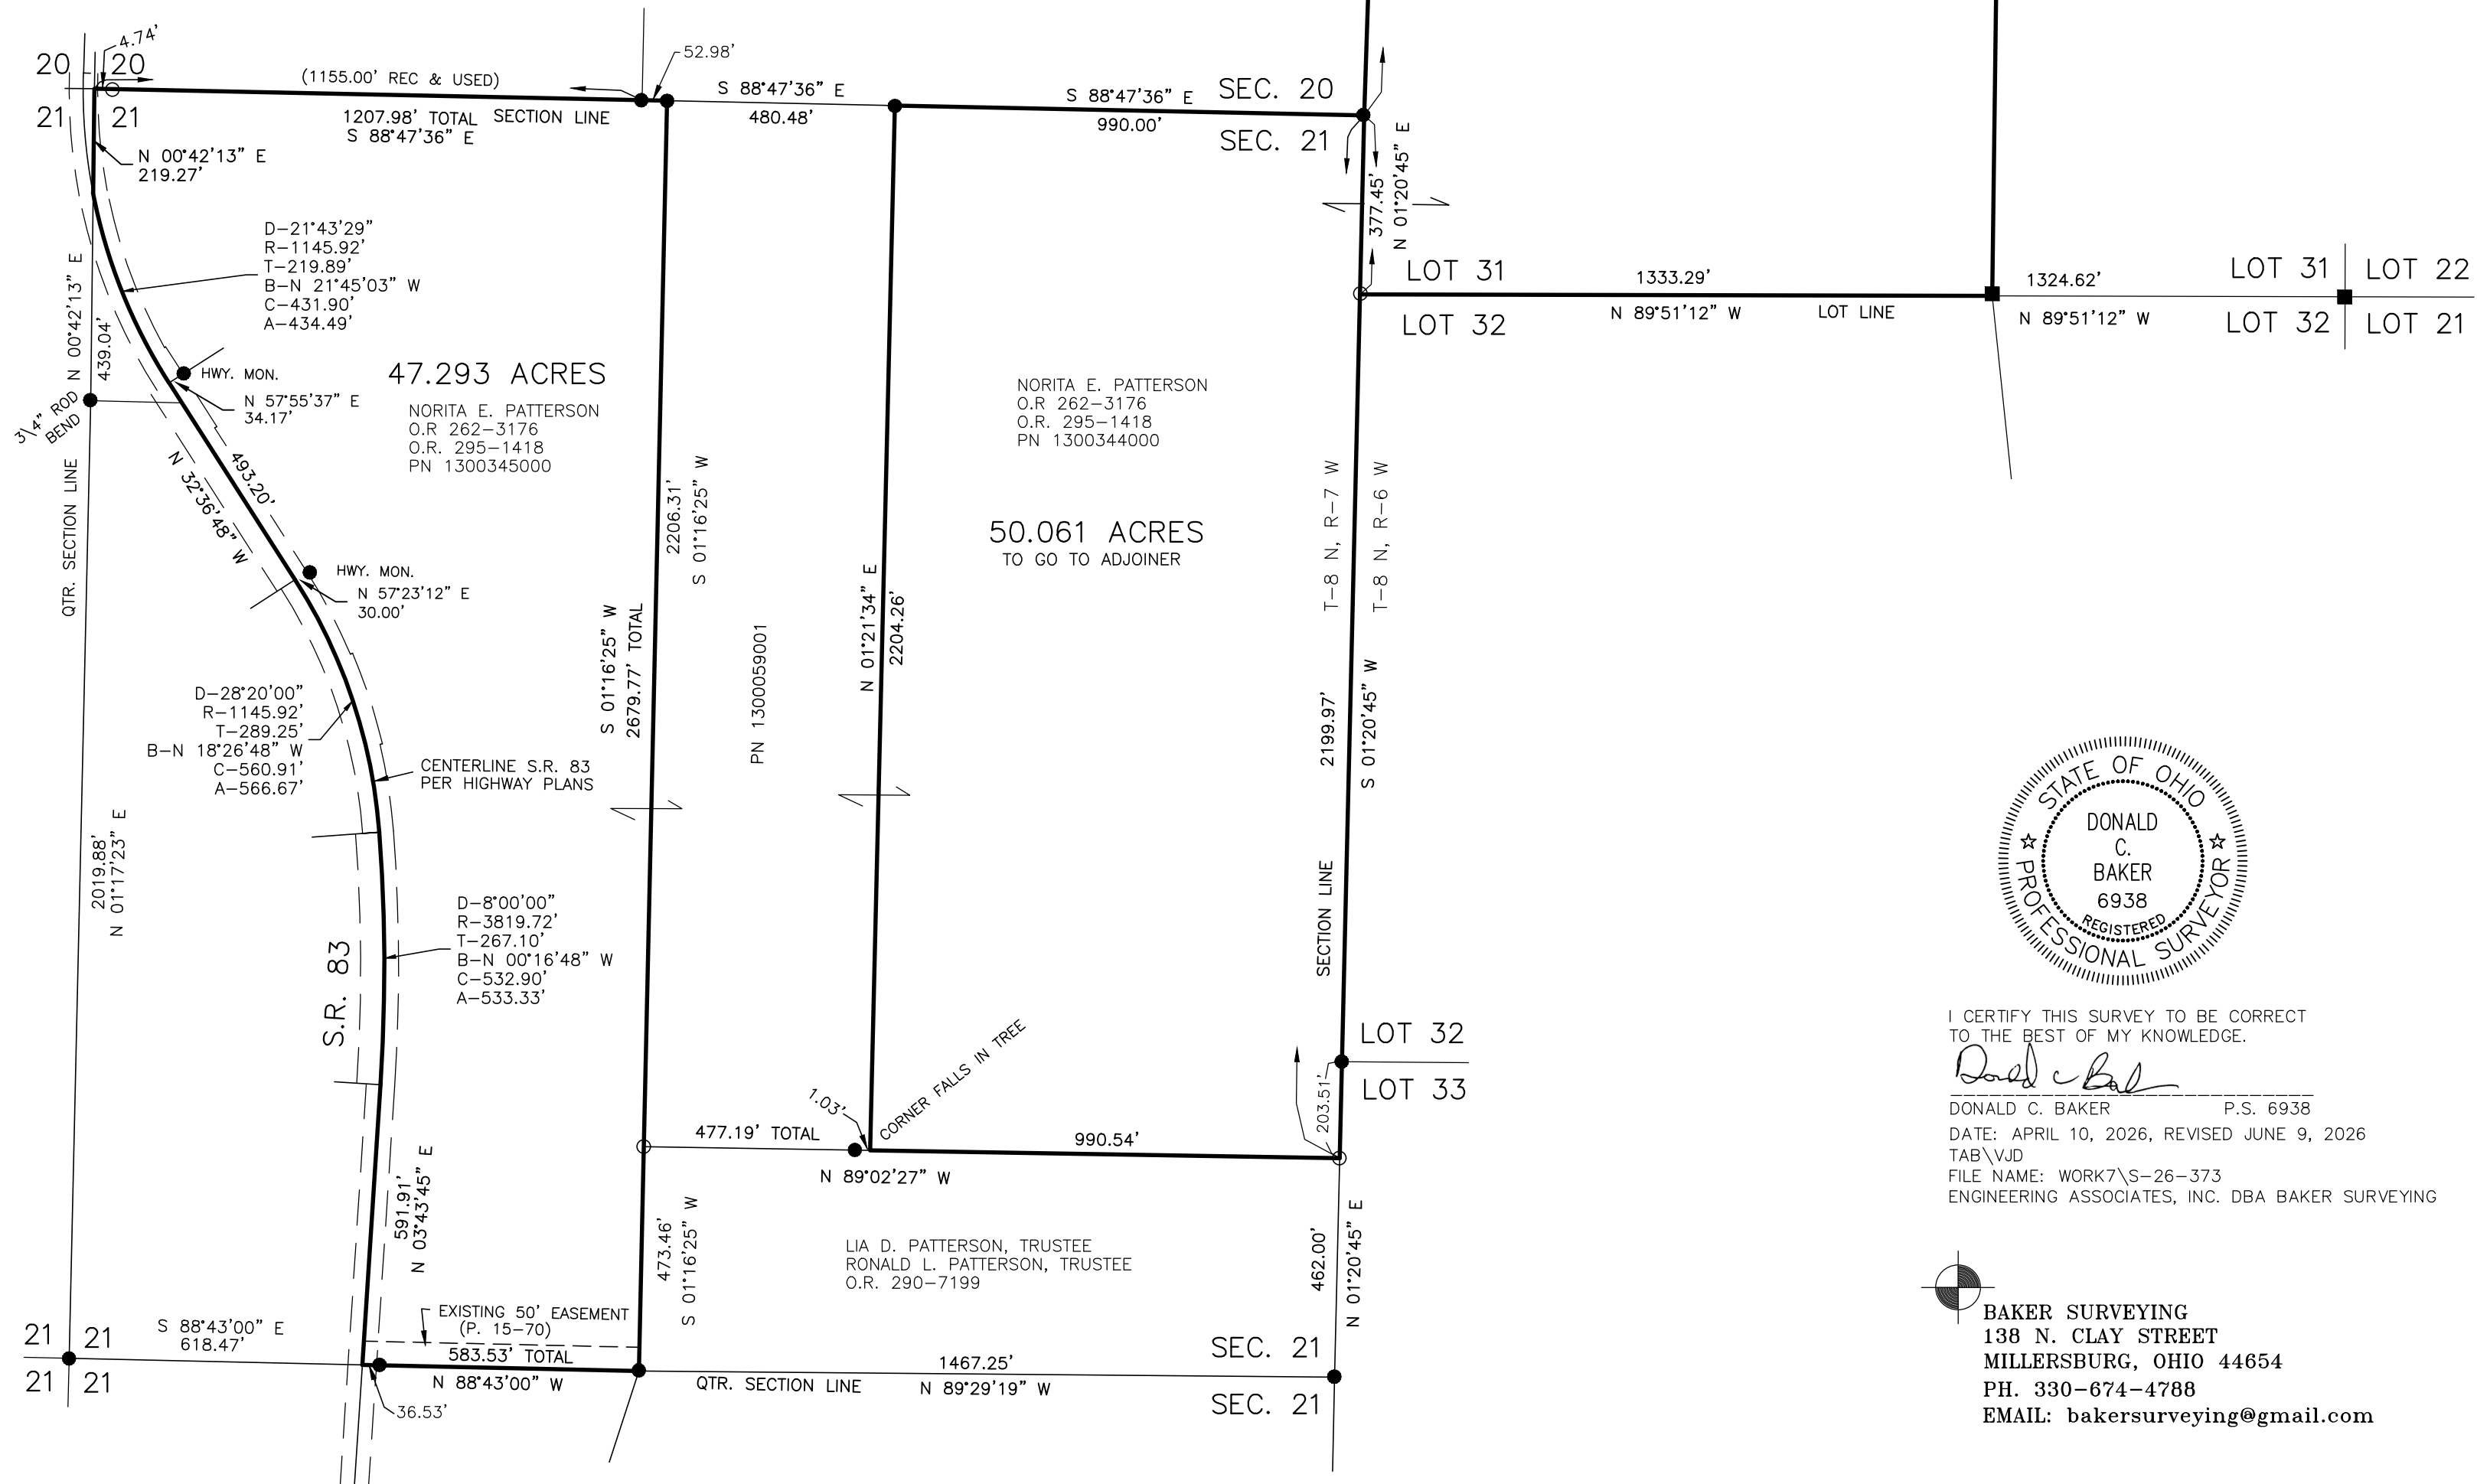 4.74’
20 20
21 21
(1155.00’ REC & USED)
1207.98’ TOTAL SECTION LINE
S 88°47’36” E
52.98’
S 88°47’36” E
480.48’
S 88°47’36” E
990.00’
SEC. 20
SEC. 21
N 00°42’13” E
219.27’
377.45’
N 01°20’45” E
D–21°43’29”
R–1145.92’
T–219.89’
B–N 21°45’03” W
C–431.90’
A–434.49’
N 00°42’13” E
439.04’
3\4” ROD
BEND
HWY. MON.
N 57°55’37” E
34.17’
47.293 ACRES
NORITA E. PATTERSON
O.R 262–3176
O.R. 295–1418
PN 1300345000
LOT 31
LOT 32
1333.29’
N 89°51’12” W
LOT LINE
1324.62’
N 89°51’12” W
LOT 31 LOT 22
LOT 32 LOT 21
NORITA E. PATTERSON
O.R 262–3176
O.R. 295–1418
PN 1300344000
50.061 ACRES
TO GO TO ADJOINER
T–8 N, R–7 W
T–8 N, R–6 W
QTR. SECTION LINE
493.20’
N 32°36’48” W
2206.31’
S 01°16’25” W
HWY. MON.
N 57°23’12” E
30.00’
S 01°16’25” W
2679.77’ TOTAL
PN 1300059001
N 01°21’34” E
2204.26’
2199.97’
S 01°20’45” W
D–28°20’00”
R–1145.92’
T–289.25’
B–N 18°26’48” W
C–560.91’
A–566.67’
CENTERLINE S.R. 83
PER HIGHWAY PLANS
2019.88’
N 01°17’23” E
D–8°00’00”
R–3819.72’
T–267.10’
B–N 00°16’48” W
C–532.90’
A–533.33’
S.R. 83
SECTION LINE
LOT 32
LOT 33
203.51’
CORNER FALLS IN TREE
1.03’
477.19’ TOTAL
N 89°02’27” W
990.54’
591.91’
N 03°43’45” E
473.46’
S 01°16’25” W
LIA D. PATTERSON, TRUSTEE
RONALD L. PATTERSON, TRUSTEE
O.R. 290–7199
462.00’
N 01°20’45” E
EXISTING 50’ EASEMENT
(P. 15–70)
21 21
21 21
S 88°43’00” E
618.47’
583.53’ TOTAL
N 88°43’00” W
36.53’
QTR. SECTION LINE
1467.25’
N 89°29’19” W
SEC. 21
SEC. 21
STATE OF OHIO
DONALD
C.
BAKER
6938
REGISTERED
PROFESSIONAL SURVEYOR
I CERTIFY THIS SURVEY TO BE CORRECT
TO THE BEST OF MY KNOWLEDGE.
Donald C Baker
DONALD C. BAKER P.S. 6938
DATE: APRIL 10, 2026, REVISED JUNE 9, 2026
TAB\VJD
FILE NAME: WORK7\S–26–373
ENGINEERING ASSOCIATES, INC. DBA BAKER SURVEYING
BAKER SURVEYING
138 N. CLAY STREET
MILLERSBURG, OHIO 44654
PH. 330–674–4788
EMAIL: bakersurveying@gmail.com